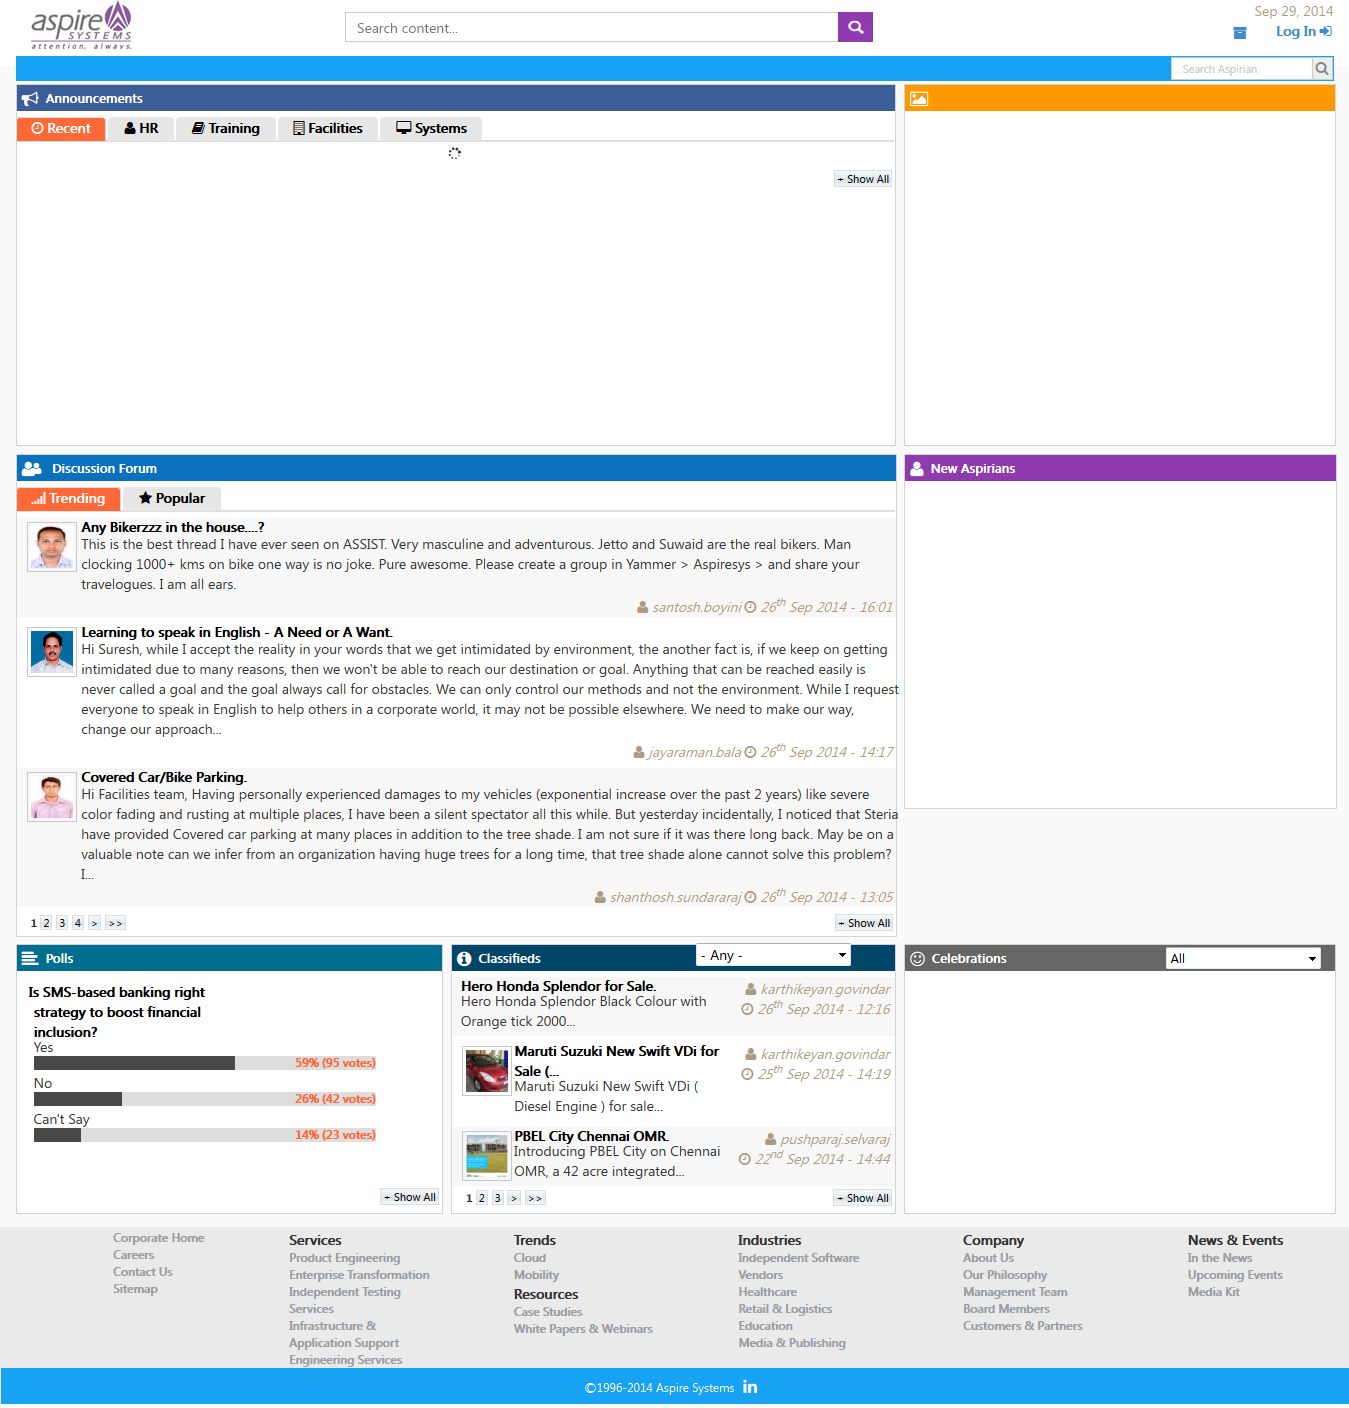 aspire
SYSTEMS
attention. always.
Search content...
Sep 29, 2014
Log In
Search Aspirian
Announcements
Recent
HR
Training
Facilities
Systems
+ Show All
Discussion Forum
New Aspirians
Trending
Popular
Any Bikerzzz in the house....?
This is the best thread I have ever seen on ASSIST. Very masculine and adventurous. Jetto and Suwaid are the real bikers. Man
clocking 1000+ kms on bike one way is no joke. Pure awesome. Please create a group in Yammer > Aspiresys > and share your
travelogues. I am all ears.
santosh.boyini 26th Sep 2014 - 16:01
Learning to speak in English - A Need or A Want.
Hi Suresh, while I accept the reality in your words that we get intimidated by environment, the another fact is, if we keep on getting
intimidated due to many reasons, then we won't be able to reach our destination or goal. Anything that can be reached easily is
never called a goal and the goal always call for obstacles. We can only control our methods and not the environment. While I request
everyone to speak in English to help others in a corporate world, it may not be possible elsewhere. We need to make our way,
change our approach...
jayaraman.bala 26th Sep 2014 - 14:17
Covered Car/Bike Parking.
Hi Facilities team, Having personally experienced damages to my vehicles (exponential increase over the past 2 years) like severe
color fading and rusting at multiple places, I have been a silent spectator all this while. But yesterday incidentally, I noticed that Steria
have provided Covered car parking at many places in addition to the tree shade. I am not sure if it was there long back. May be on a
valuable note can we infer from an organization having huge trees for a long time, that tree shade alone cannot solve this problem?
I...
shanthosh.sundararaj 26th Sep 2014 - 13:05
1 2 3 4 > >>
+ Show All
Polls
Is SMS-based banking right
strategy to boost financial
inclusion?
Yes
59% (95 votes)
No
26% (42 votes)
Can't Say
14% (23 votes)
+ Show All
Classifieds
- Any -
Hero Honda Splendor for Sale.
Hero Honda Splendor Black Colour with
Orange tick 2000...
karthikeyan.govindar
26th Sep 2014 - 12:16
Maruti Suzuki New Swift VDi for
Sale (...
Maruti Suzuki New Swift VDi (
Diesel Engine ) for sale...
karthikeyan.govindar
25th Sep 2014 - 14:19
PBEL City Chennai OMR.
Introducing PBEL City on Chennai
OMR, a 42 acre integrated...
pushparaj.selvaraj
22nd Sep 2014 - 14:44
1 2 3 > >>
+ Show All
Celebrations
All
Corporate Home
Careers
Contact Us
Sitemap
Services
Product Engineering
Enterprise Transformation
Independent Testing
Services
Infrastructure &
Application Support
Engineering Services
Trends
Cloud
Mobility
Resources
Case Studies
White Papers & Webinars
Industries
Independent Software
Vendors
Healthcare
Retail & Logistics
Education
Media & Publishing
Company
About Us
Our Philosophy
Management Team
Board Members
Customers & Partners
News & Events
In the News
Upcoming Events
Media Kit
©1996-2014 Aspire Systems in